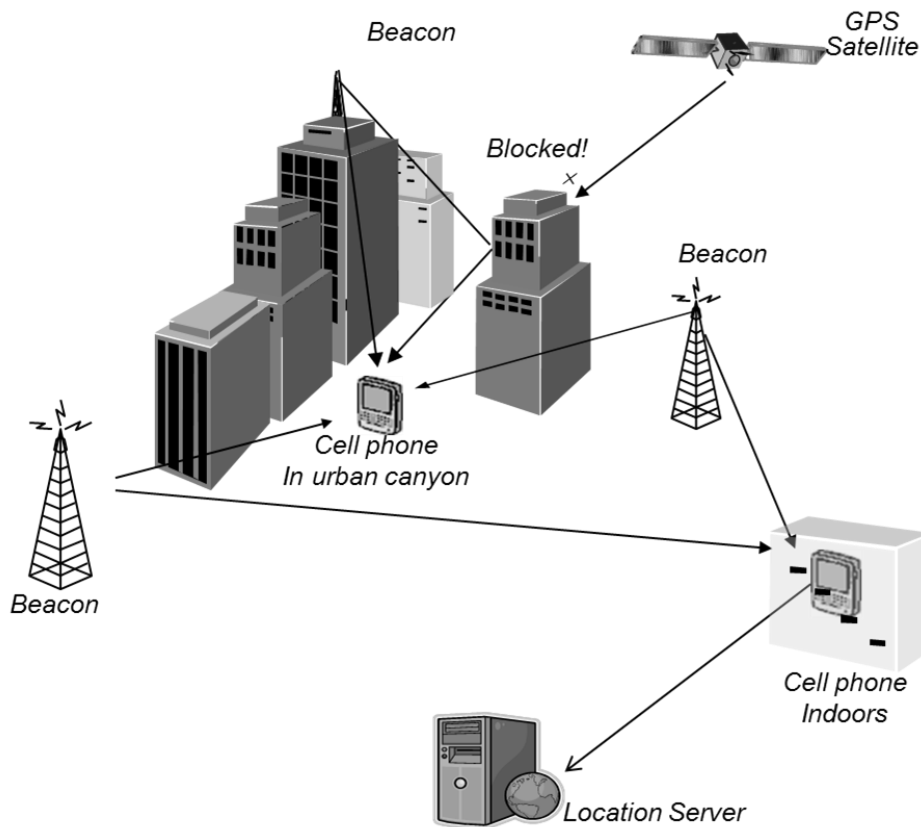 Beacon
GPS
Satellite
Blocked!
Beacon
Cell phone
In urban canyon
Beacon
Cell phone
Indoors
Location Server